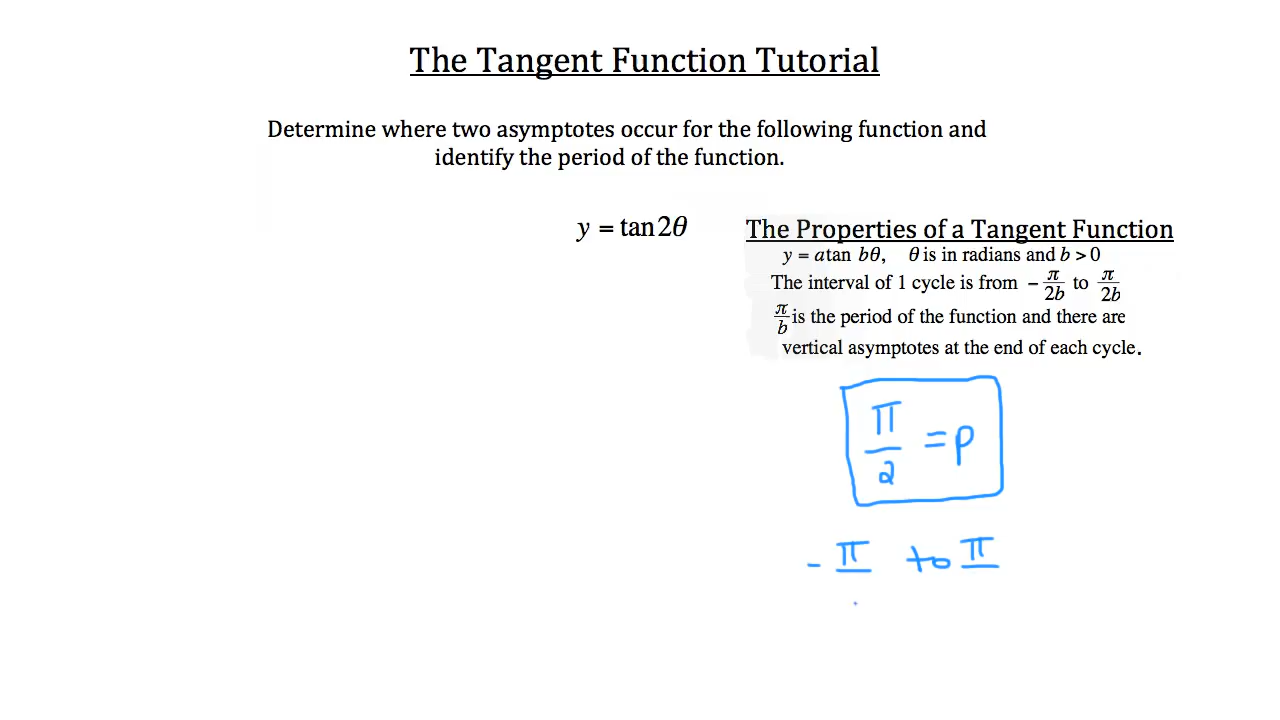 The Tangent Function Tutorial
Determine where two asymptotes occur for the following function and
identify the period of the function.
y = tan2θ
The Properties of a Tangent Function
y = atan bθ, θ is in radians and b > 0
The interval of 1 cycle is from −π/2b to π/2b
π/b is the period of the function and there are
vertical asymptotes at the end of each cycle.
π/2 = P
- π to π